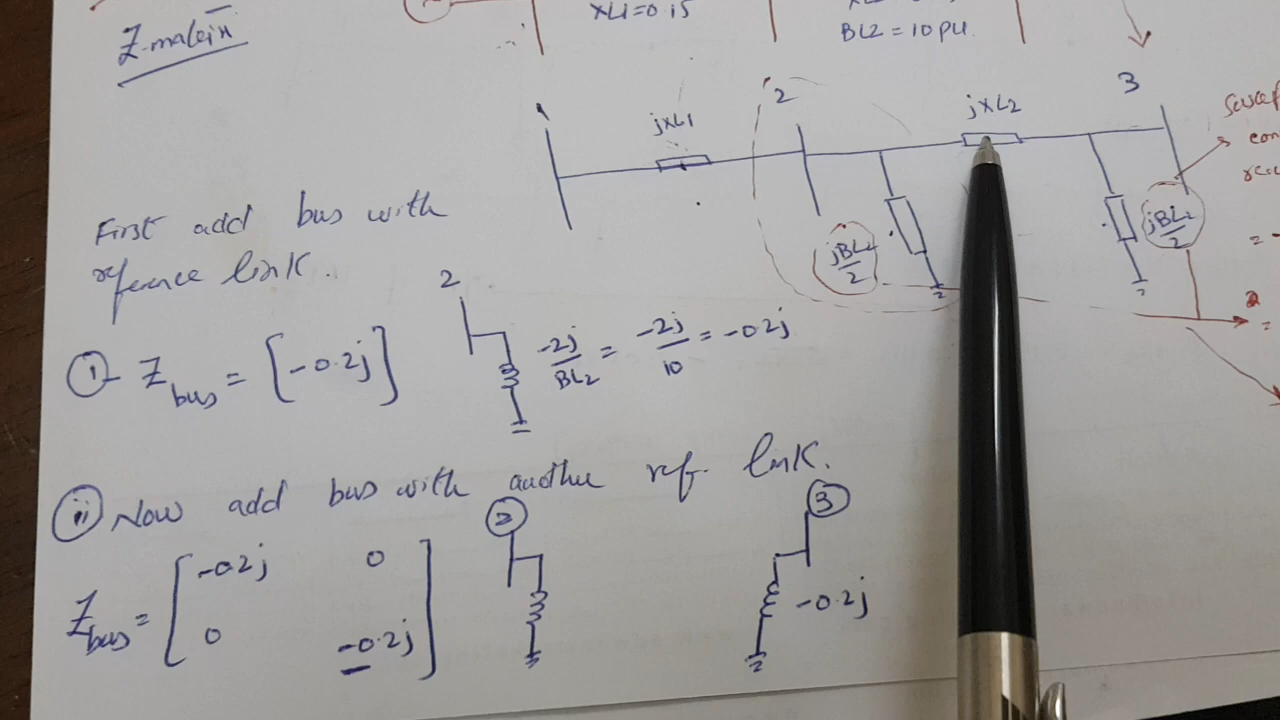 Z-matrix
XL1=0.15
BL2 = 10 pu.
1
2
3
jXL1
jXL2
jBL2/2
jBL2/2
First add bus with
reference link.
2
① Zbus = [-0.2j]
-2j/BL2 = -2j/10 = -0.2j
ⅱ Now add bus with another ref. link.
② ③
Zbus = [-0.2j 0
0 -0.2j]
-0.2j